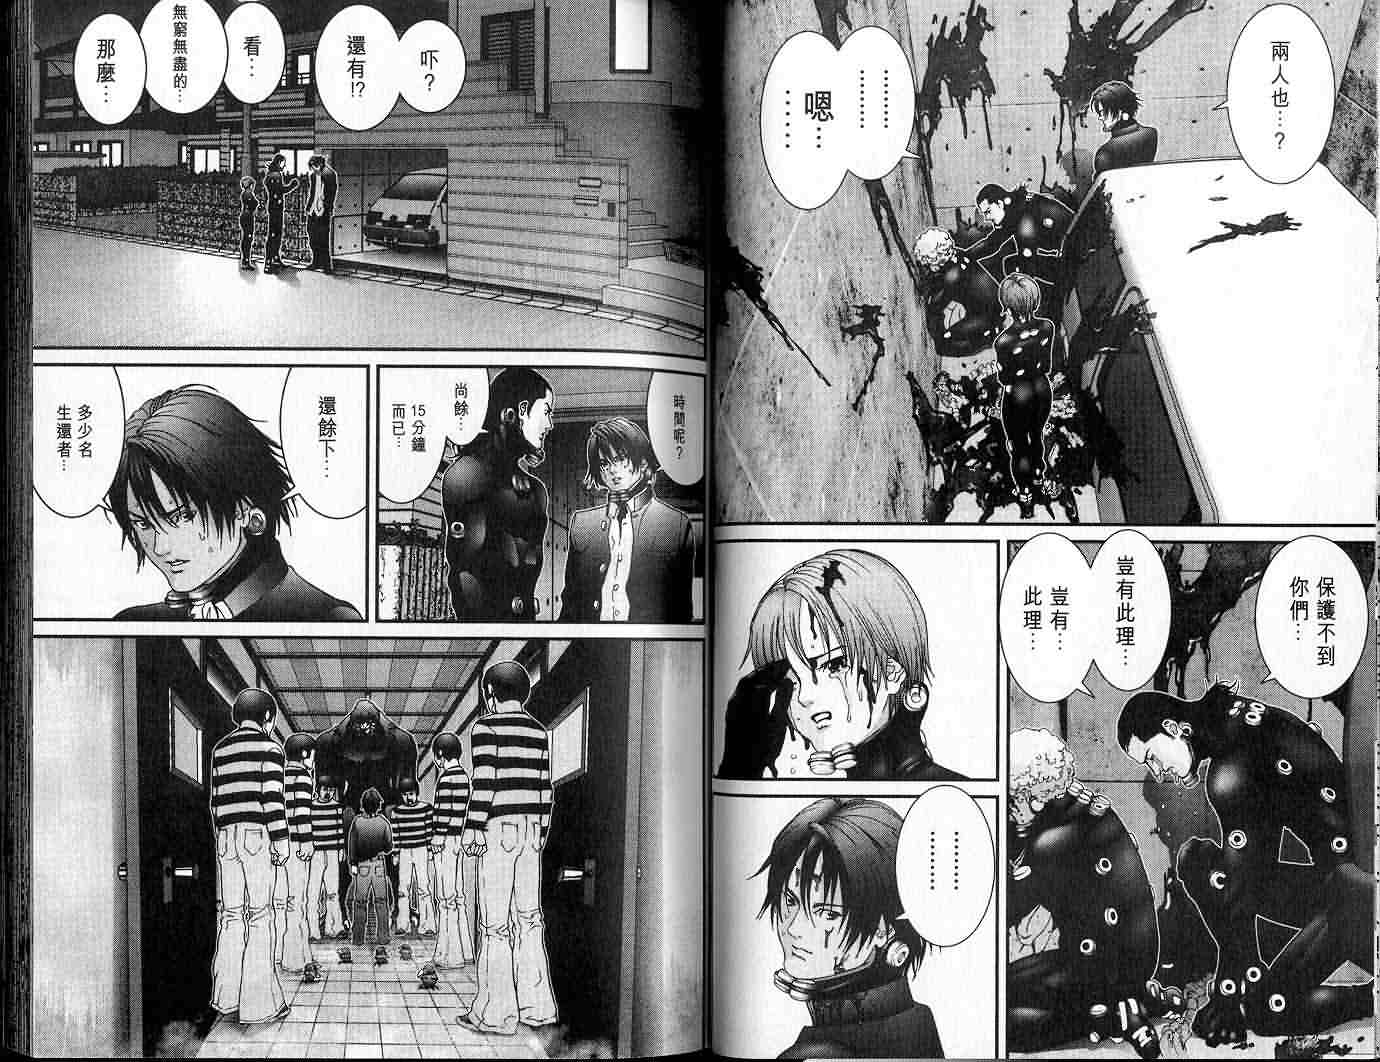 兩人也…?
…………
嗯…
……
保護不到
你們…
豈有此理…
豈有…
此理…
…………
吓?
還有!?
看…
無窮無盡的…
那麼…
時間呢?
尚餘…
15分鐘
而已…
還餘下…
多少名
生還者…